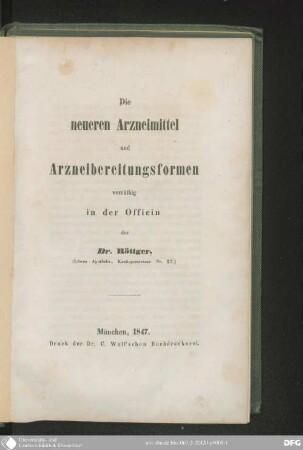 Die
neueren Arzneimittel
und
Arzneibereitungsformen
vorräthig
in der Officin
des
Dr. Röttger,
München, 1847.
Druck der Dr. C. Wolf'schen Buchdruckerei.